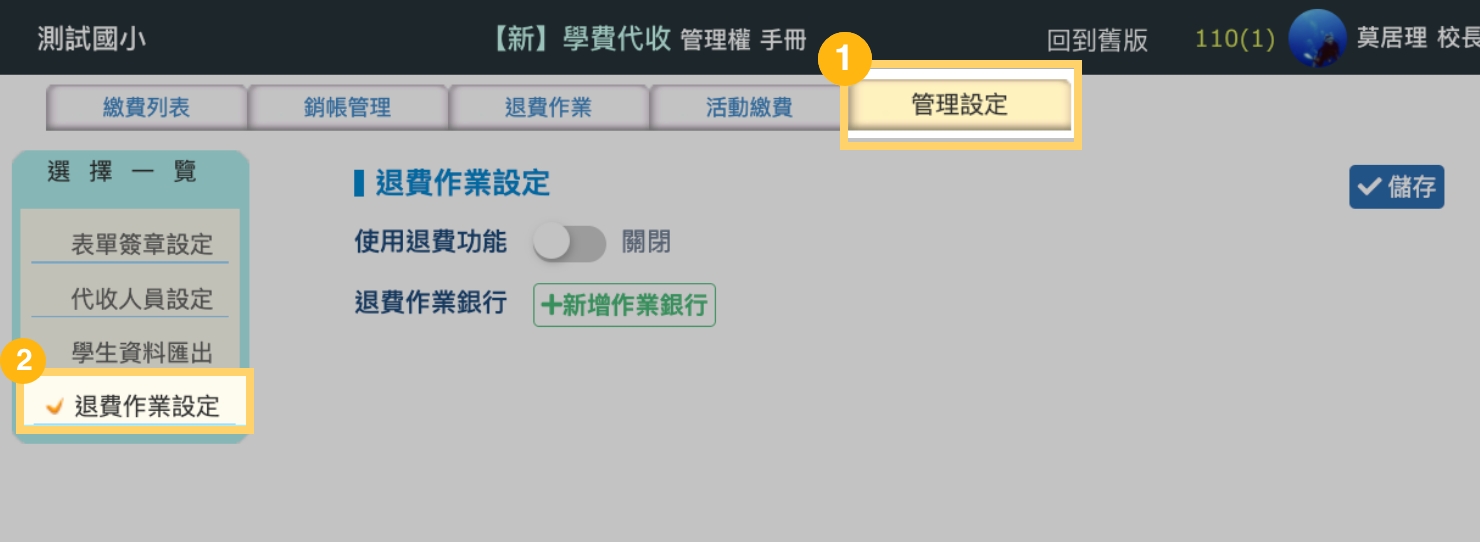 測試國小 【新】學費代收 管理權 手冊 回到舊版 110(1) 莫居理 校長
1
繳費列表 銷帳管理 退費作業 活動繳費 管理設定
選擇一覽
表單簽章設定
代收人員設定
學生資料匯出
2
退費作業設定
退費作業設定
儲存
使用退費功能 關閉
退費作業銀行 +新增作業銀行